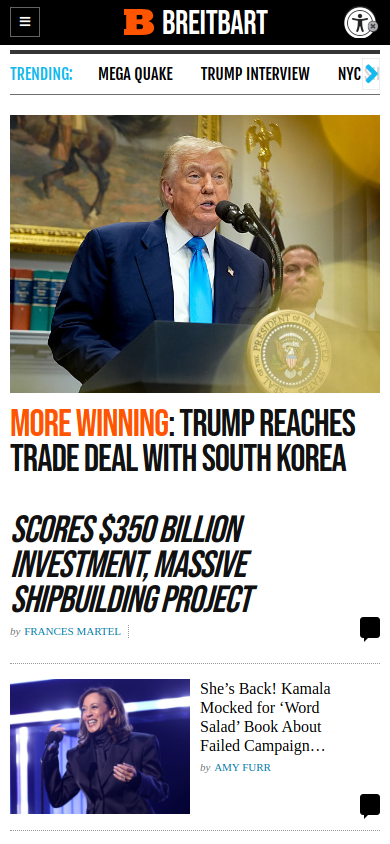 BREITBART
TRENDING: MEGA QUAKE TRUMP INTERVIEW NYC
MORE WINNING: TRUMP REACHES
TRADE DEAL WITH SOUTH KOREA
SCORES $350 BILLION
INVESTMENT, MASSIVE
SHIPBUILDING PROJECT
by FRANCES MARTEL
She’s Back! Kamala
Mocked for ‘Word
Salad’ Book About
Failed Campaign…
by AMY FURR